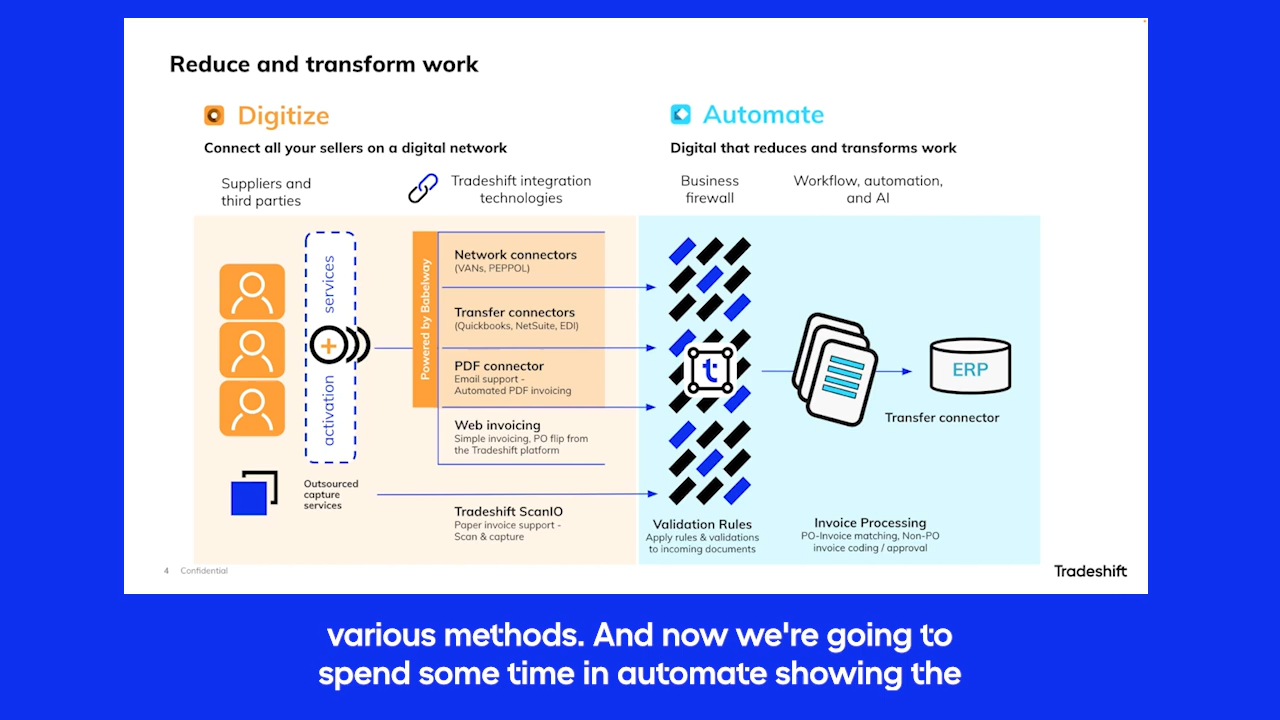 Reduce and transform work
Digitize
Connect all your sellers on a digital network
Suppliers and
third parties
Tradeshift integration
technologies
activation services
Outsourced
capture
services
Powered by Babelway
Network connectors
(VANs, PEPPOL)
Transfer connectors
(Quickbooks, NetSuite, EDI)
PDF connector
Email support -
Automated PDF invoicing
Web invoicing
Simple invoicing, PO flip from
the Tradeshift platform
Tradeshift ScanIO
Paper invoice support -
Scan & capture
Automate
Digital that reduces and transforms work
Business
firewall
Workflow, automation,
and AI
t
Validation Rules
Apply rules & validations
to incoming documents
ERP
Transfer connector
Invoice Processing
PO-Invoice matching, Non-PO
invoice coding / approval
4 Confidential
Tradeshift
various methods. And now we're going to
spend some time in automate showing the